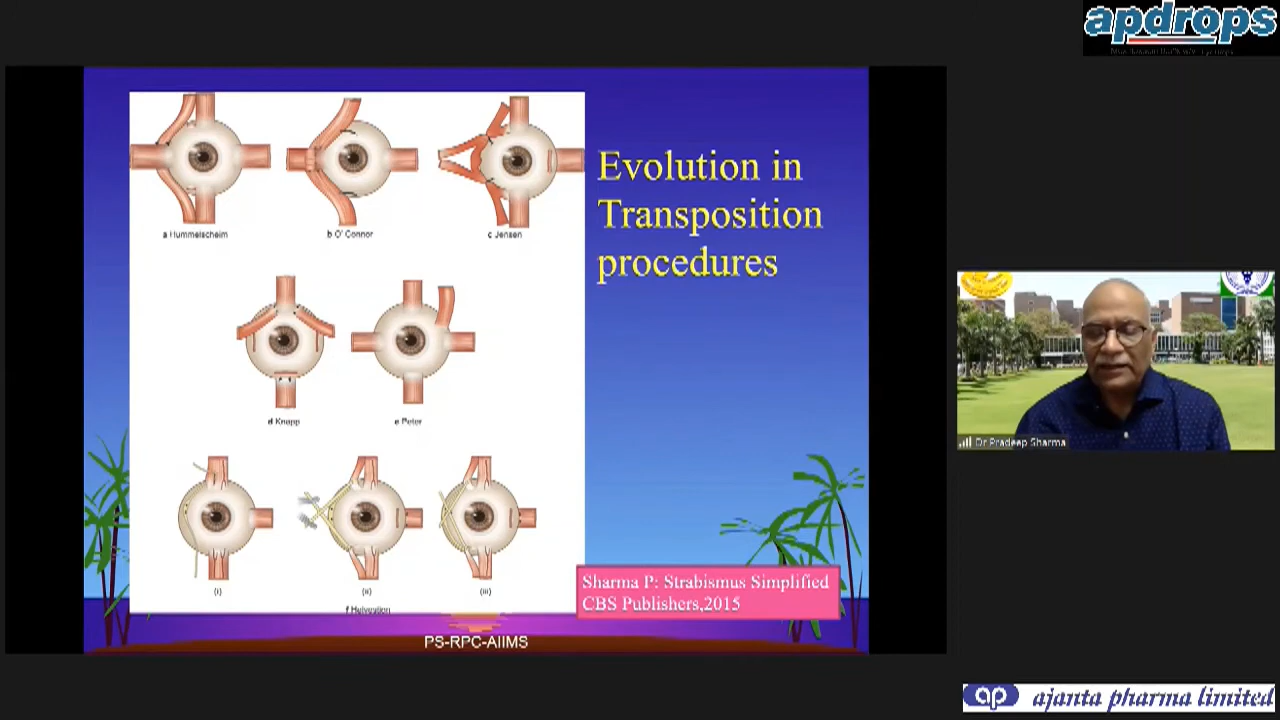 apdrops
Evolution in
Transposition
procedures
a Hummelscheim
b O' Connor
c Jensen
d Knapp
e Peter
(i)
(ii)
(iii)
f Helveston
Sharma P: Strabismus Simplified
CBS Publishers,2015
PS-RPC-AIIMS
Dr Pradeep Sharma
ap ajanta pharma limited